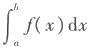 ∫_a^h f(x) dx